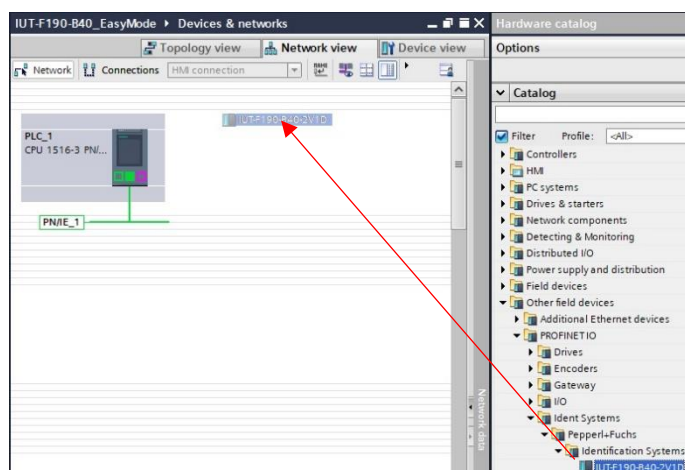 IUT-F190-B40_EasyMode ▸ Devices & networks
Hardware catalog
Topology view
Network view
Device view
Options
Network
Connections
HMI connection
Catalog
PLC_1
CPU 1516-3 PN/...
IUT-F190-B40-2V1D
PN/IE_1
Filter
Profile:
<All>
Controllers
HMI
PC systems
Drives & starters
Network components
Detecting & Monitoring
Distributed I/O
Power supply and distribution
Field devices
Other field devices
Additional Ethernet devices
PROFINET IO
Drives
Encoders
Gateway
I/O
Ident Systems
Pepperl+Fuchs
Identification Systems
IUT-F190-B40-2V1D
Network data